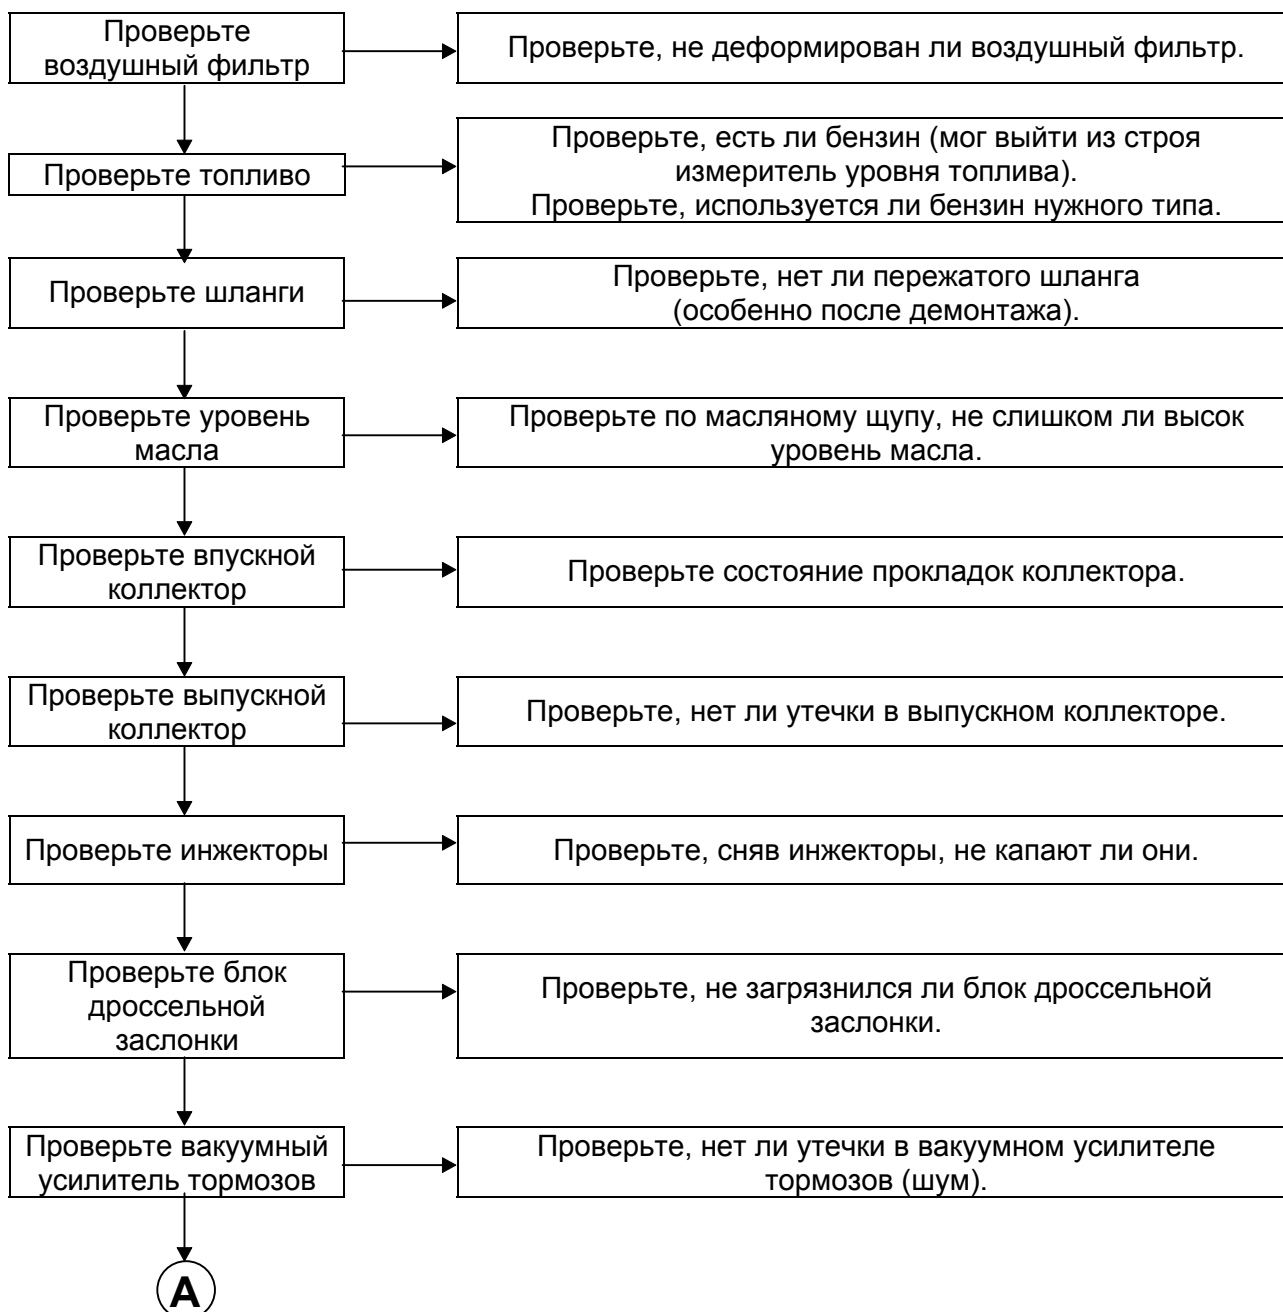 Проверьте
воздушный фильтр
Проверьте, не деформирован ли воздушный фильтр.
Проверьте топливо
Проверьте, есть ли бензин (мог выйти из строя
измеритель уровня топлива).
Проверьте, используется ли бензин нужного типа.
Проверьте шланги
Проверьте, нет ли пережатого шланга
(особенно после демонтажа).
Проверьте уровень
масла
Проверьте по масляному щупу, не слишком ли высок
уровень масла.
Проверьте впускной
коллектор
Проверьте состояние прокладок коллектора.
Проверьте выпускной
коллектор
Проверьте, нет ли утечки в выпускном коллекторе.
Проверьте инжекторы
Проверьте, сняв инжекторы, не капают ли они.
Проверьте блок
дроссельной
заслонки
Проверьте, не загрязнился ли блок дроссельной
заслонки.
Проверьте вакуумный
усилитель тормозов
Проверьте, нет ли утечки в вакуумном усилителе
тормозов (шум).
A